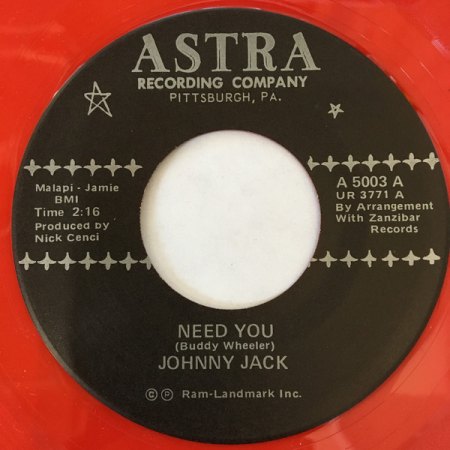 ASTRA
RECORDING COMPANY
PITTSBURGH, PA.
Malapi - Jamie
BMI
Time 2:16
Produced by
Nick Cenci
A 5003 A
UR 3771 A
By Arrangement
With Zanzibar
Records
NEED YOU
(Buddy Wheeler)
JOHNNY JACK
© ℗ Ram-Landmark Inc.